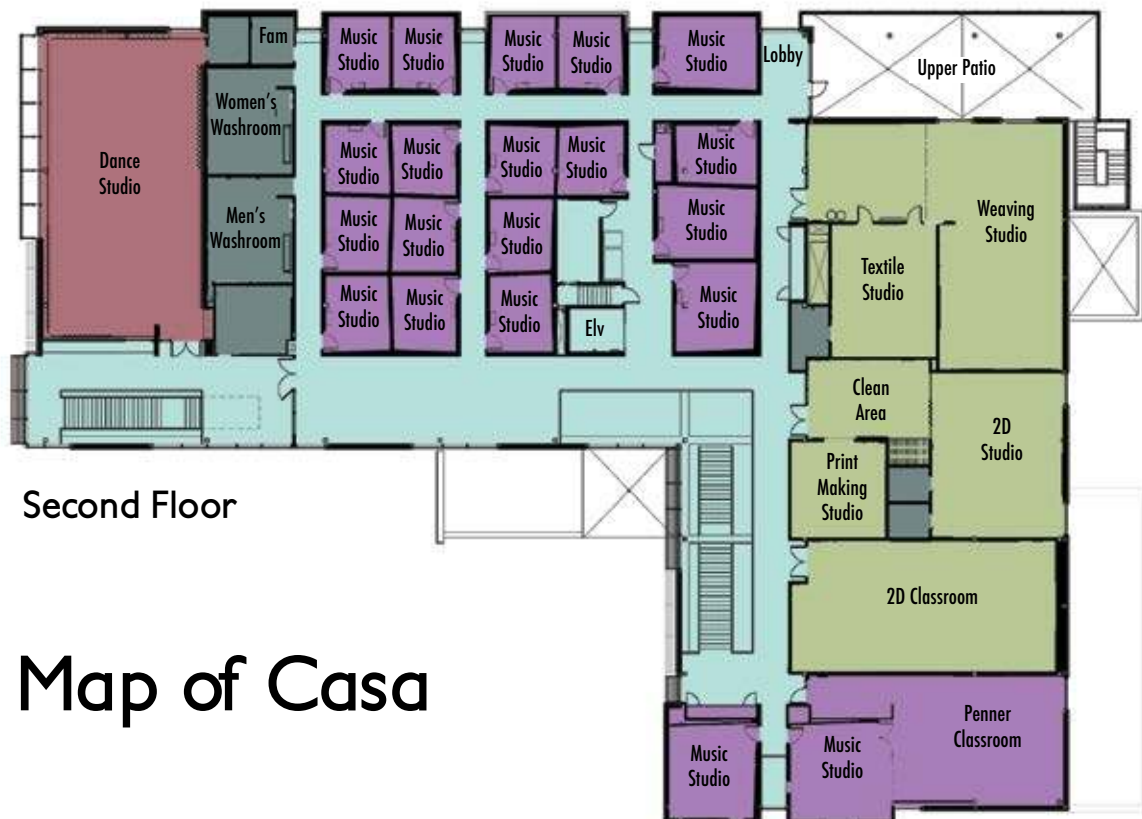 Fam
Music
Studio
Music
Studio
Music
Studio
Music
Studio
Music
Studio
Lobby
Upper Patio
Women's
Washroom
Dance
Studio
Music
Studio
Music
Studio
Music
Studio
Music
Studio
Music
Studio
Men's
Washroom
Music
Studio
Music
Studio
Music
Studio
Music
Studio
Weaving
Studio
Textile
Studio
Music
Studio
Music
Studio
Music
Studio
Elv
Music
Studio
Clean
Area
2D
Studio
Print
Making
Studio
Second Floor
2D Classroom
Map of Casa
Penner
Classroom
Music
Studio
Music
Studio